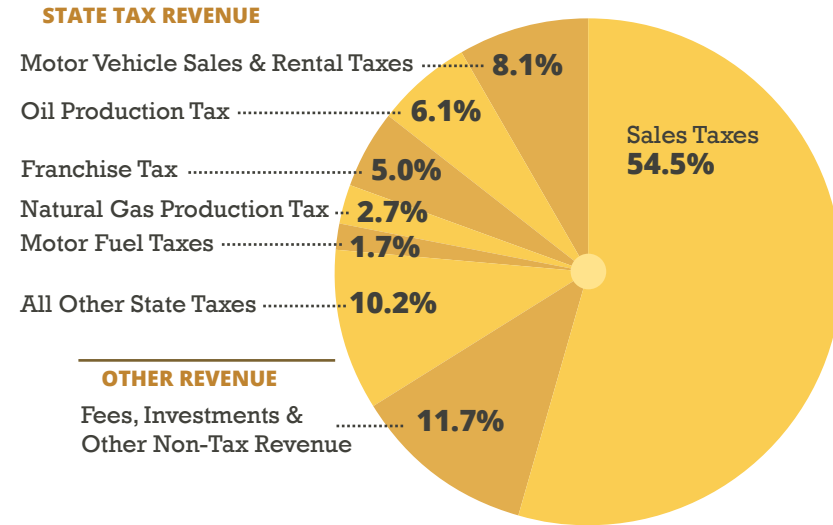 STATE TAX REVENUE
Motor Vehicle Sales & Rental Taxes 8.1%
Oil Production Tax 6.1%
Sales Taxes
54.5%
Franchise Tax 5.0%
Natural Gas Production Tax 2.7%
Motor Fuel Taxes 1.7%
All Other State Taxes 10.2%
OTHER REVENUE
Fees, Investments &
Other Non-Tax Revenue 11.7%